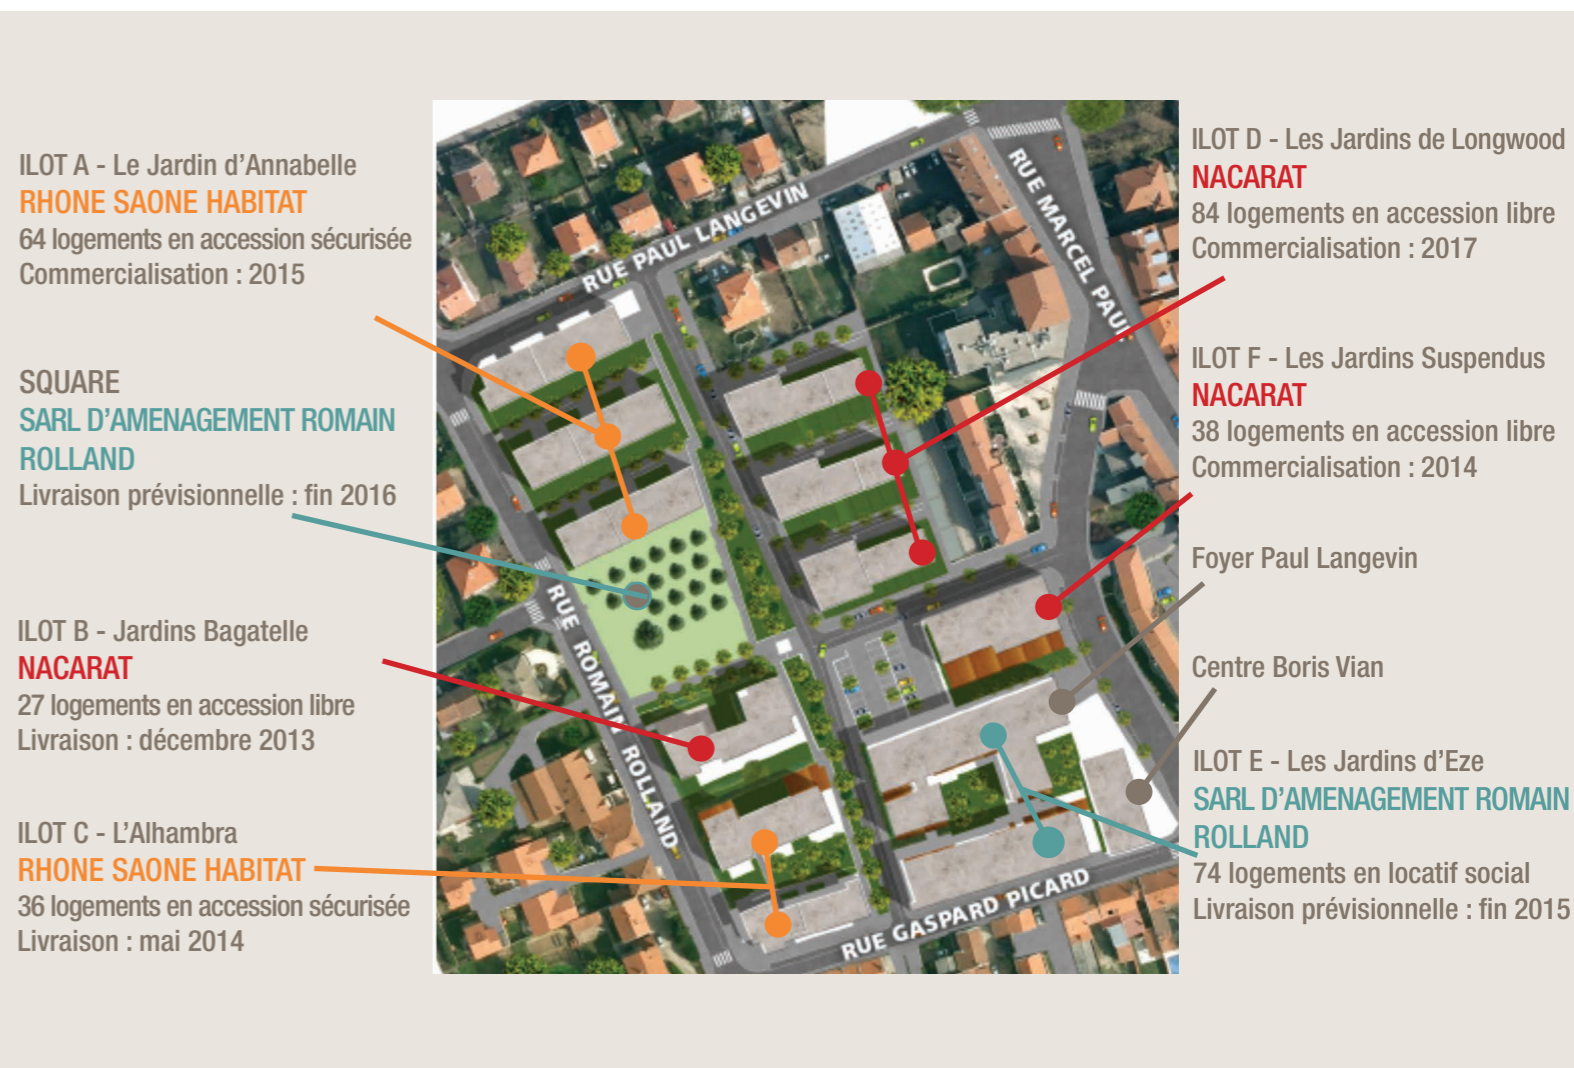 ILOT A - Le Jardin d'Annabelle
RHONE SAONE HABITAT
64 logements en accession sécurisée
Commercialisation : 2015
SQUARE
SARL D'AMENAGEMENT ROMAIN
ROLLAND
Livraison prévisionnelle : fin 2016
ILOT B - Jardins Bagatelle
NACARAT
27 logements en accession libre
Livraison : décembre 2013
ILOT C - L'Alhambra
RHONE SAONE HABITAT
36 logements en accession sécurisée
Livraison : mai 2014
RUE PAUL LANGEVIN
RUE MARCEL PAUL
RUE ROMAIN ROLLAND
RUE GASPARD PICARD
ILOT D - Les Jardins de Longwood
NACARAT
84 logements en accession libre
Commercialisation : 2017
ILOT F - Les Jardins Suspendus
NACARAT
38 logements en accession libre
Commercialisation : 2014
Foyer Paul Langevin
Centre Boris Vian
ILOT E - Les Jardins d'Eze
SARL D'AMENAGEMENT ROMAIN
ROLLAND
74 logements en locatif social
Livraison prévisionnelle : fin 2015